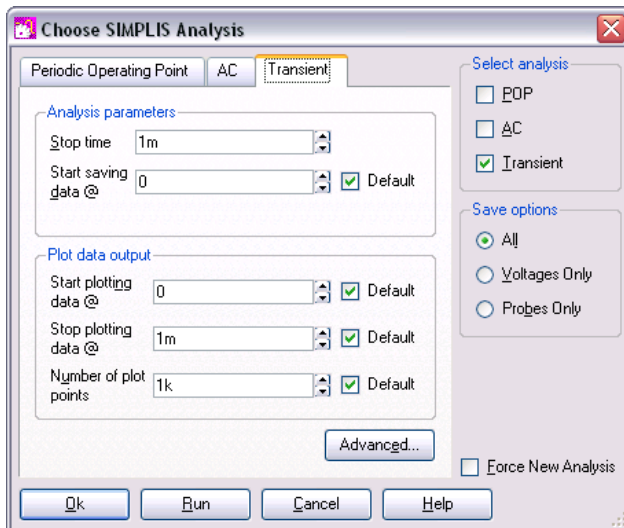 Choose SIMPLIS Analysis
Periodic Operating Point
AC
Transient
Analysis parameters
Stop time
1m
Start saving
data @
0
Default
Plot data output
Start plotting
data @
0
Default
Stop plotting
data @
1m
Default
Number of plot
points
1k
Default
Advanced...
Select analysis
POP
AC
Transient
Save options
All
Voltages Only
Probes Only
Force New Analysis
Ok
Run
Cancel
Help